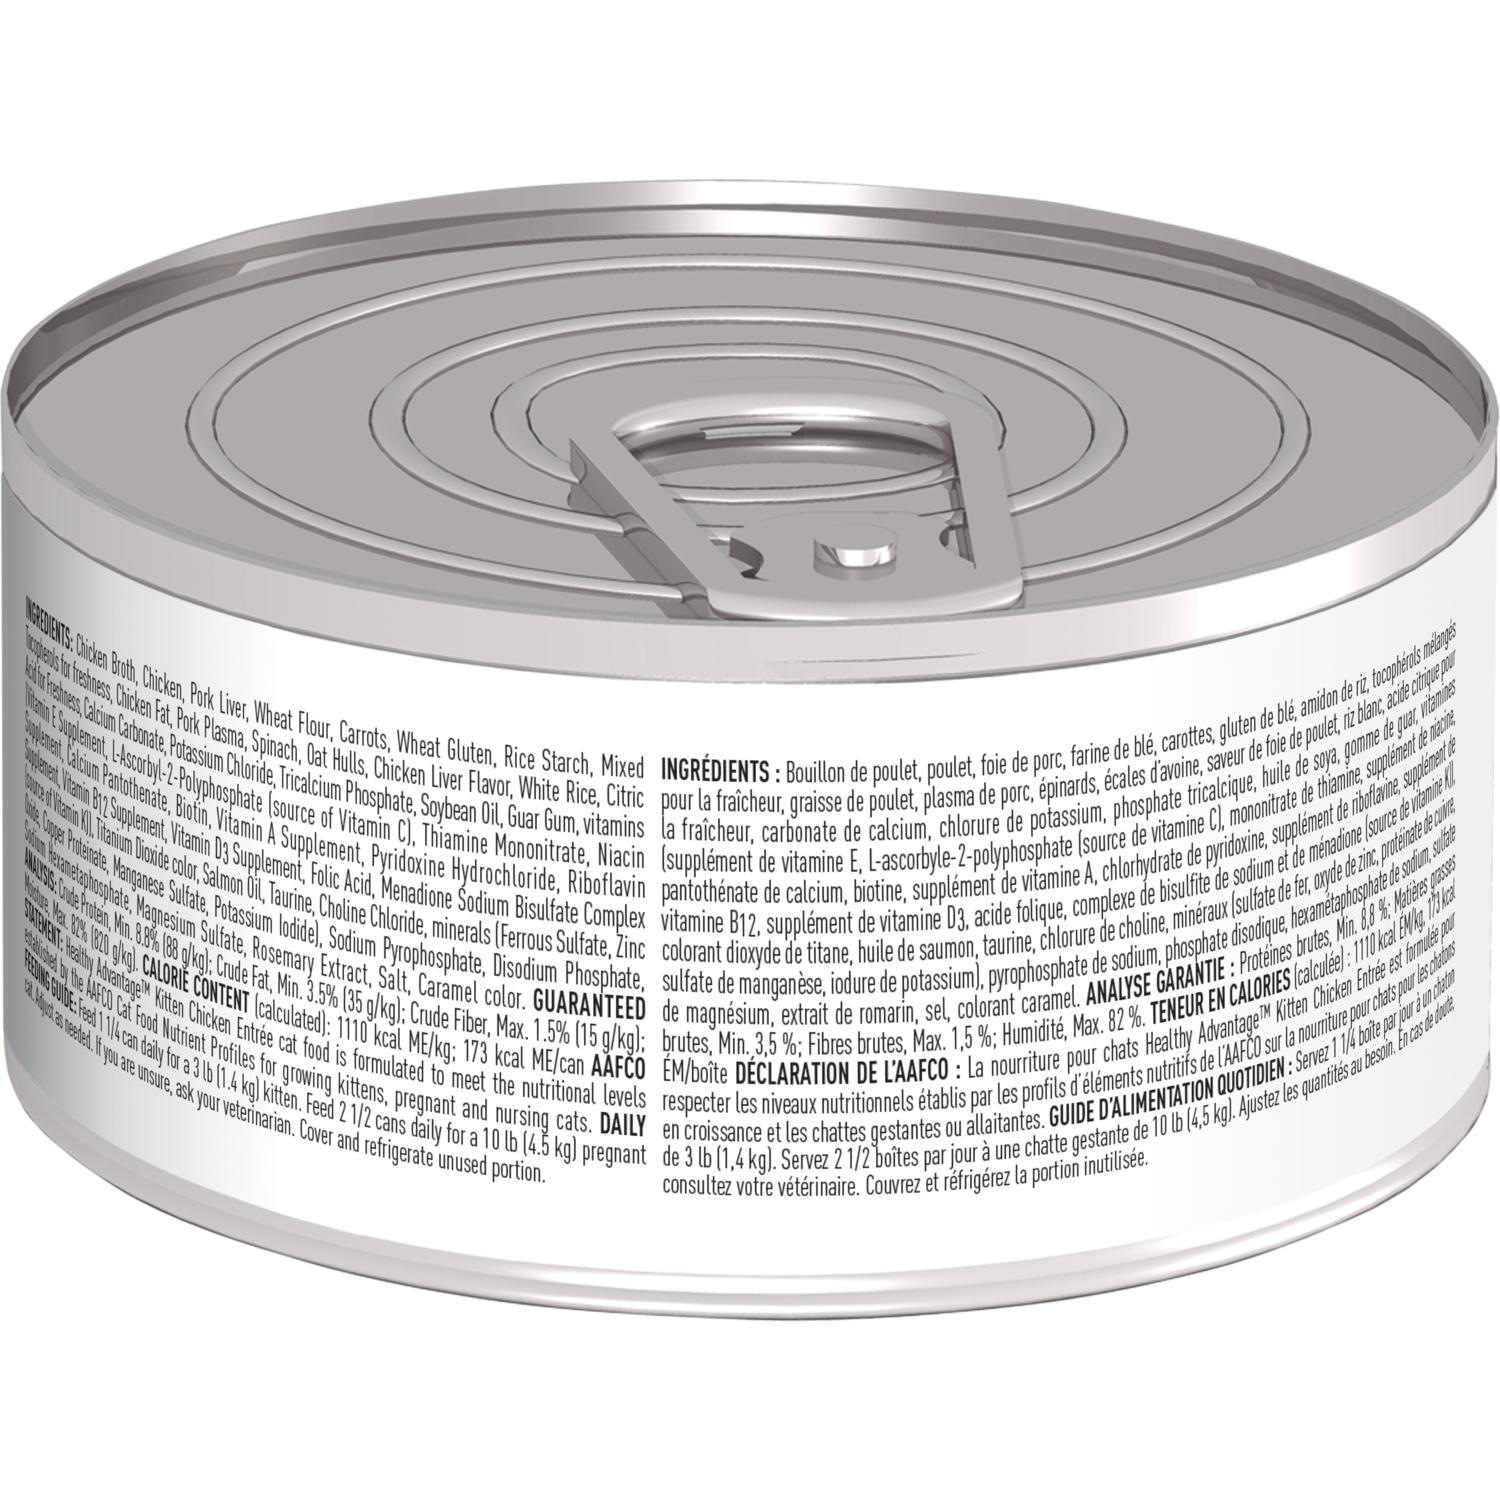 INGREDIENTS: Chicken Broth, Chicken, Pork Liver, Wheat Flour, Carrots, Wheat Gluten, Rice Starch, Mixed
Tocopherols for freshness, Chicken Fat, Pork Plasma, Spinach, Oat Hulls, Chicken Liver Flavor, White Rice, Citric
Acid for Freshness, Calcium Carbonate, Potassium Chloride, Tricalcium Phosphate, Soybean Oil, Guar Gum, vitamins
(Vitamin E Supplement, L-Ascorbyl-2-Polyphosphate (source of Vitamin C), Thiamine Mononitrate, Niacin
Supplement, Calcium Pantothenate, Biotin, Vitamin A Supplement, Pyridoxine Hydrochloride, Riboflavin
Supplement, Vitamin B12 Supplement, Vitamin D3 Supplement, Folic Acid, Menadione Sodium Bisulfate Complex
(source of Vitamin K)), Titanium Dioxide color, Salmon Oil, Taurine, Choline Chloride, minerals (Ferrous Sulfate, Zinc
Oxide, Copper Proteinate, Manganese Sulfate, Potassium Iodide), Sodium Pyrophosphate, Disodium Phosphate,
Sodium Hexametaphosphate, Magnesium Sulfate, Rosemary Extract, Salt, Caramel color. GUARANTEED
ANALYSIS: Crude Protein, Min. 8.8% (88 g/kg); Crude Fat, Min. 3.5% (35 g/kg); Crude Fiber, Max. 1.5% (15 g/kg);
Moisture, Max. 82% (820 g/kg). CALORIE CONTENT (calculated): 1110 kcal ME/kg; 173 kcal ME/can AAFCO
STATEMENT: Healthy Advantage™ Kitten Chicken Entrée cat food is formulated to meet the nutritional levels
established by the AAFCO Cat Food Nutrient Profiles for growing kittens, pregnant and nursing cats. DAILY
FEEDING GUIDE: Feed 1 1/4 can daily for a 3 lb (1.4 kg) kitten. Feed 2 1/2 cans daily for a 10 lb (4.5 kg) pregnant
cat. Adjust as needed. If you are unsure, ask your veterinarian. Cover and refrigerate unused portion.
INGRÉDIENTS : Bouillon de poulet, poulet, foie de porc, farine de blé, carottes, gluten de blé, amidon de riz, tocophérols mélangés
pour la fraîcheur, graisse de poulet, plasma de porc, épinards, écales d'avoine, saveur de foie de poulet, riz blanc, acide citrique pour
la fraîcheur, carbonate de calcium, chlorure de potassium, phosphate tricalcique, huile de soya, gomme de guar, vitamines
(supplément de vitamine E, L-ascorbyle-2-polyphosphate (source de vitamine C), mononitrate de thiamine, supplément de niacine,
pantothénate de calcium, biotine, supplément de vitamine A, chlorhydrate de pyridoxine, supplément de riboflavine, supplément de
vitamine B12, supplément de vitamine D3, acide folique, complexe de bisulfite de sodium et de ménadione (source de vitamine K)),
colorant dioxyde de titane, huile de saumon, taurine, chlorure de choline, minéraux (sulfate de fer, oxyde de zinc, protéinate de cuivre,
sulfate de manganèse, iodure de potassium), pyrophosphate de sodium, phosphate disodique, hexamétaphosphate de sodium, sulfate
de magnésium, extrait de romarin, sel, colorant caramel. ANALYSE GARANTIE : Protéines brutes, Min. 8,8 %; Matières grasses
brutes, Min. 3,5 %; Fibres brutes, Max. 1,5 %; Humidité, Max. 82 %. TENEUR EN CALORIES (calculée) : 1110 kcal ÉM/kg, 173 kcal
ÉM/boîte DÉCLARATION DE L'AAFCO : La nourriture pour chats Healthy Advantage™ Kitten Chicken Entrée est formulée pour
respecter les niveaux nutritionnels établis par les profils d'éléments nutritifs de l'AAFCO sur la nourriture pour chats pour les chatons
en croissance et les chattes gestantes ou allaitantes. GUIDE D'ALIMENTATION QUOTIDIEN : Servez 1 1/4 boîte par jour à un chaton
de 3 lb (1,4 kg). Servez 2 1/2 boîtes par jour à une chatte gestante de 10 lb (4,5 kg). Ajustez les quantités au besoin. En cas de doute,
consultez votre vétérinaire. Couvrez et réfrigérez la portion inutilisée.